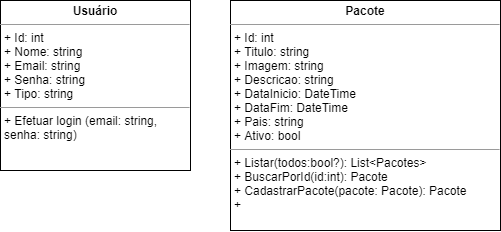 Usuário
+ Id: int
+ Nome: string
+ Email: string
+ Senha: string
+ Tipo: string
+ Efetuar login (email: string,
senha: string)
Pacote
+ Id: int
+ Titulo: string
+ Imagem: string
+ Descricao: string
+ DataInicio: DateTime
+ DataFim: DateTime
+ Pais: string
+ Ativo: bool
+ Listar(todos:bool?): List<Pacotes>
+ BuscarPorId(id:int): Pacote
+ CadastrarPacote(pacote: Pacote): Pacote
+